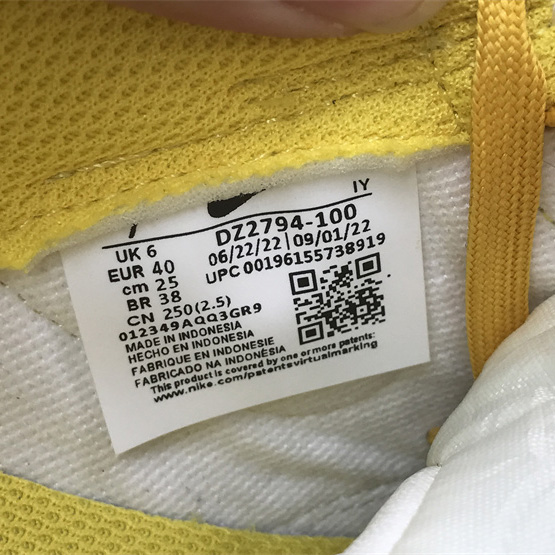 IY
UK 6
EUR 40
cm 25
BR 38
CN 250(2.5)
DZ2794-100
06/22/22 | 09/01/22
UPC 00196155738919
012349AQQ3GR9
MADE IN INDONESIA
HECHO EN INDONESIA
FABRIQUE EN INDONESIE
FABRICADO NA INDONÉSIA
This product is covered by one or more patents:
www.nike.com/patentsvirtualmarking